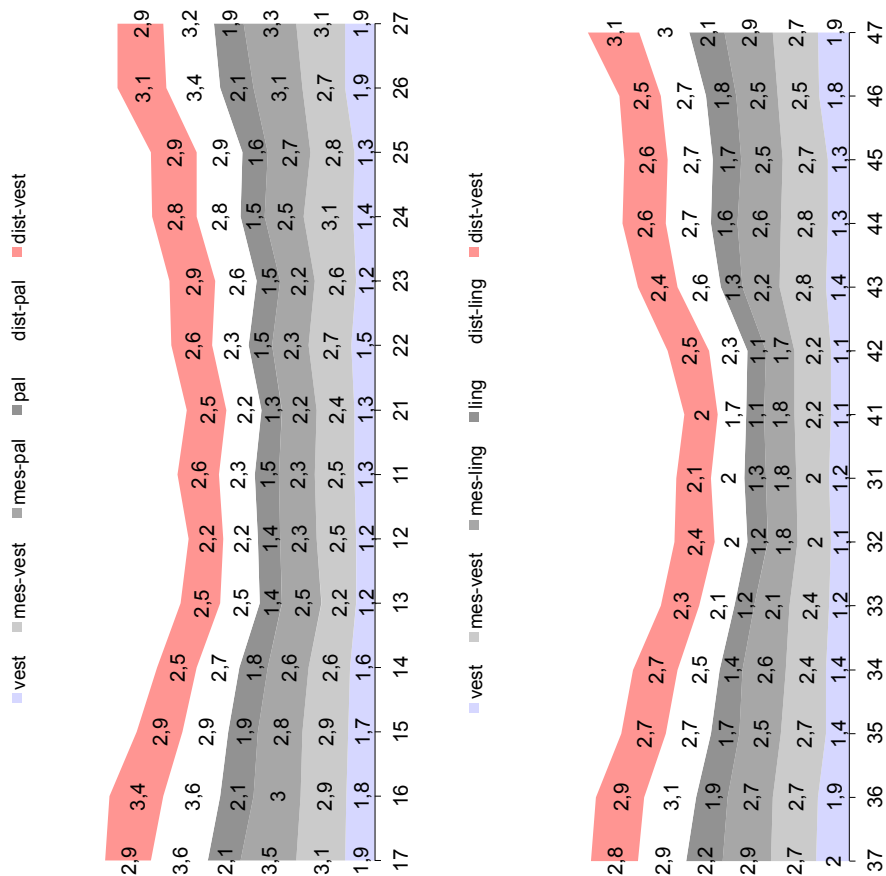 vest mes-vest mes-pal pal dist-pal dist-vest
2,9 3,4 2,9 2,5 2,5 2,2 2,6 2,5 2,6 2,9 2,8 2,9 3,1 2,9
3,6 3,6 2,9 2,7 2,5 2,2 2,3 2,2 2,3 2,6 2,8 2,9 3,4 3,2
2,1 2,1 1,9 1,8 1,4 1,4 1,5 1,3 1,5 1,5 1,5 1,6 2,1 1,9
3,5 3 2,8 2,6 2,5 2,3 2,3 2,2 2,3 2,2 2,5 2,7 3,1 3,3
3,1 2,9 2,9 2,6 2,2 2,5 2,5 2,4 2,7 2,6 3,1 2,8 2,7 3,1
1,9 1,8 1,7 1,6 1,2 1,2 1,3 1,3 1,5 1,2 1,4 1,3 1,9 1,9
17 16 15 14 13 12 11 21 22 23 24 25 26 27
vest mes-vest mes-ling ling dist-ling dist-vest
2,8 2,9 2,7 2,7 2,3 2,4 2,1 2 2,5 2,4 2,6 2,6 2,5 3,1
2,9 3,1 2,7 2,5 2,1 2 2 1,7 2,3 2,6 2,7 2,7 2,7 3
2,2 1,9 1,7 1,4 1,2 1,2 1,3 1,1 1,1 1,3 1,6 1,7 1,8 2,1
2,9 2,7 2,5 2,6 2,1 1,8 1,8 1,8 1,7 2,2 2,6 2,5 2,5 2,9
2,7 2,7 2,7 2,4 2,4 2 2 2,2 2,2 2,8 2,8 2,7 2,5 2,7
2 1,9 1,4 1,4 1,2 1,1 1,2 1,1 1,1 1,4 1,3 1,3 1,8 1,9
37 36 35 34 33 32 31 41 42 43 44 45 46 47